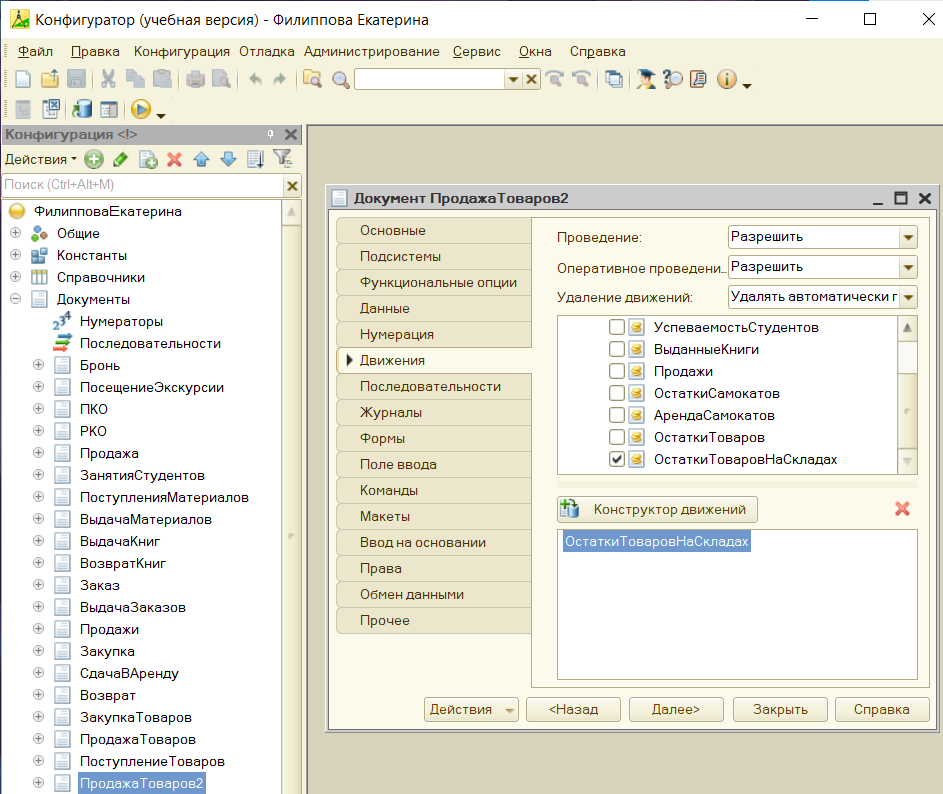 Конфигуратор (учебная версия) - Филиппова Екатерина
Файл Правка Конфигурация Отладка Администрирование Сервис Окна Справка
Конфигурация <!>
Действия
Поиск (Ctrl+Alt+M)
ФилипповаЕкатерина
Общие
Константы
Справочники
Документы
Нумераторы
Последовательности
Бронь
ПосещениеЭкскурсии
ПКО
РКО
Продажа
ЗанятияСтудентов
ПоступленияМатериалов
ВыдачаМатериалов
ВыдачаКниг
ВозвратКниг
Заказ
ВыдачаЗаказов
Продажи
Закупка
СдачаВАренду
Возврат
ЗакупкаТоваров
ПродажаТоваров
ПоступлениеТоваров
ПродажаТоваров2
Документ ПродажаТоваров2
Основные
Подсистемы
Функциональные опции
Данные
Нумерация
Движения
Последовательности
Журналы
Формы
Поле ввода
Команды
Макеты
Ввод на основании
Права
Обмен данными
Прочее
Проведение: Разрешить
Оперативное проведени... Разрешить
Удаление движений: Удалять автоматически г
УспеваемостьСтудентов
ВыданныеКниги
Продажи
ОстаткиСамокатов
АрендаСамокатов
ОстаткиТоваров
ОстаткиТоваровНаСкладах
Конструктор движений
ОстаткиТоваровНаСкладах
Действия <Назад Далее> Закрыть Справка